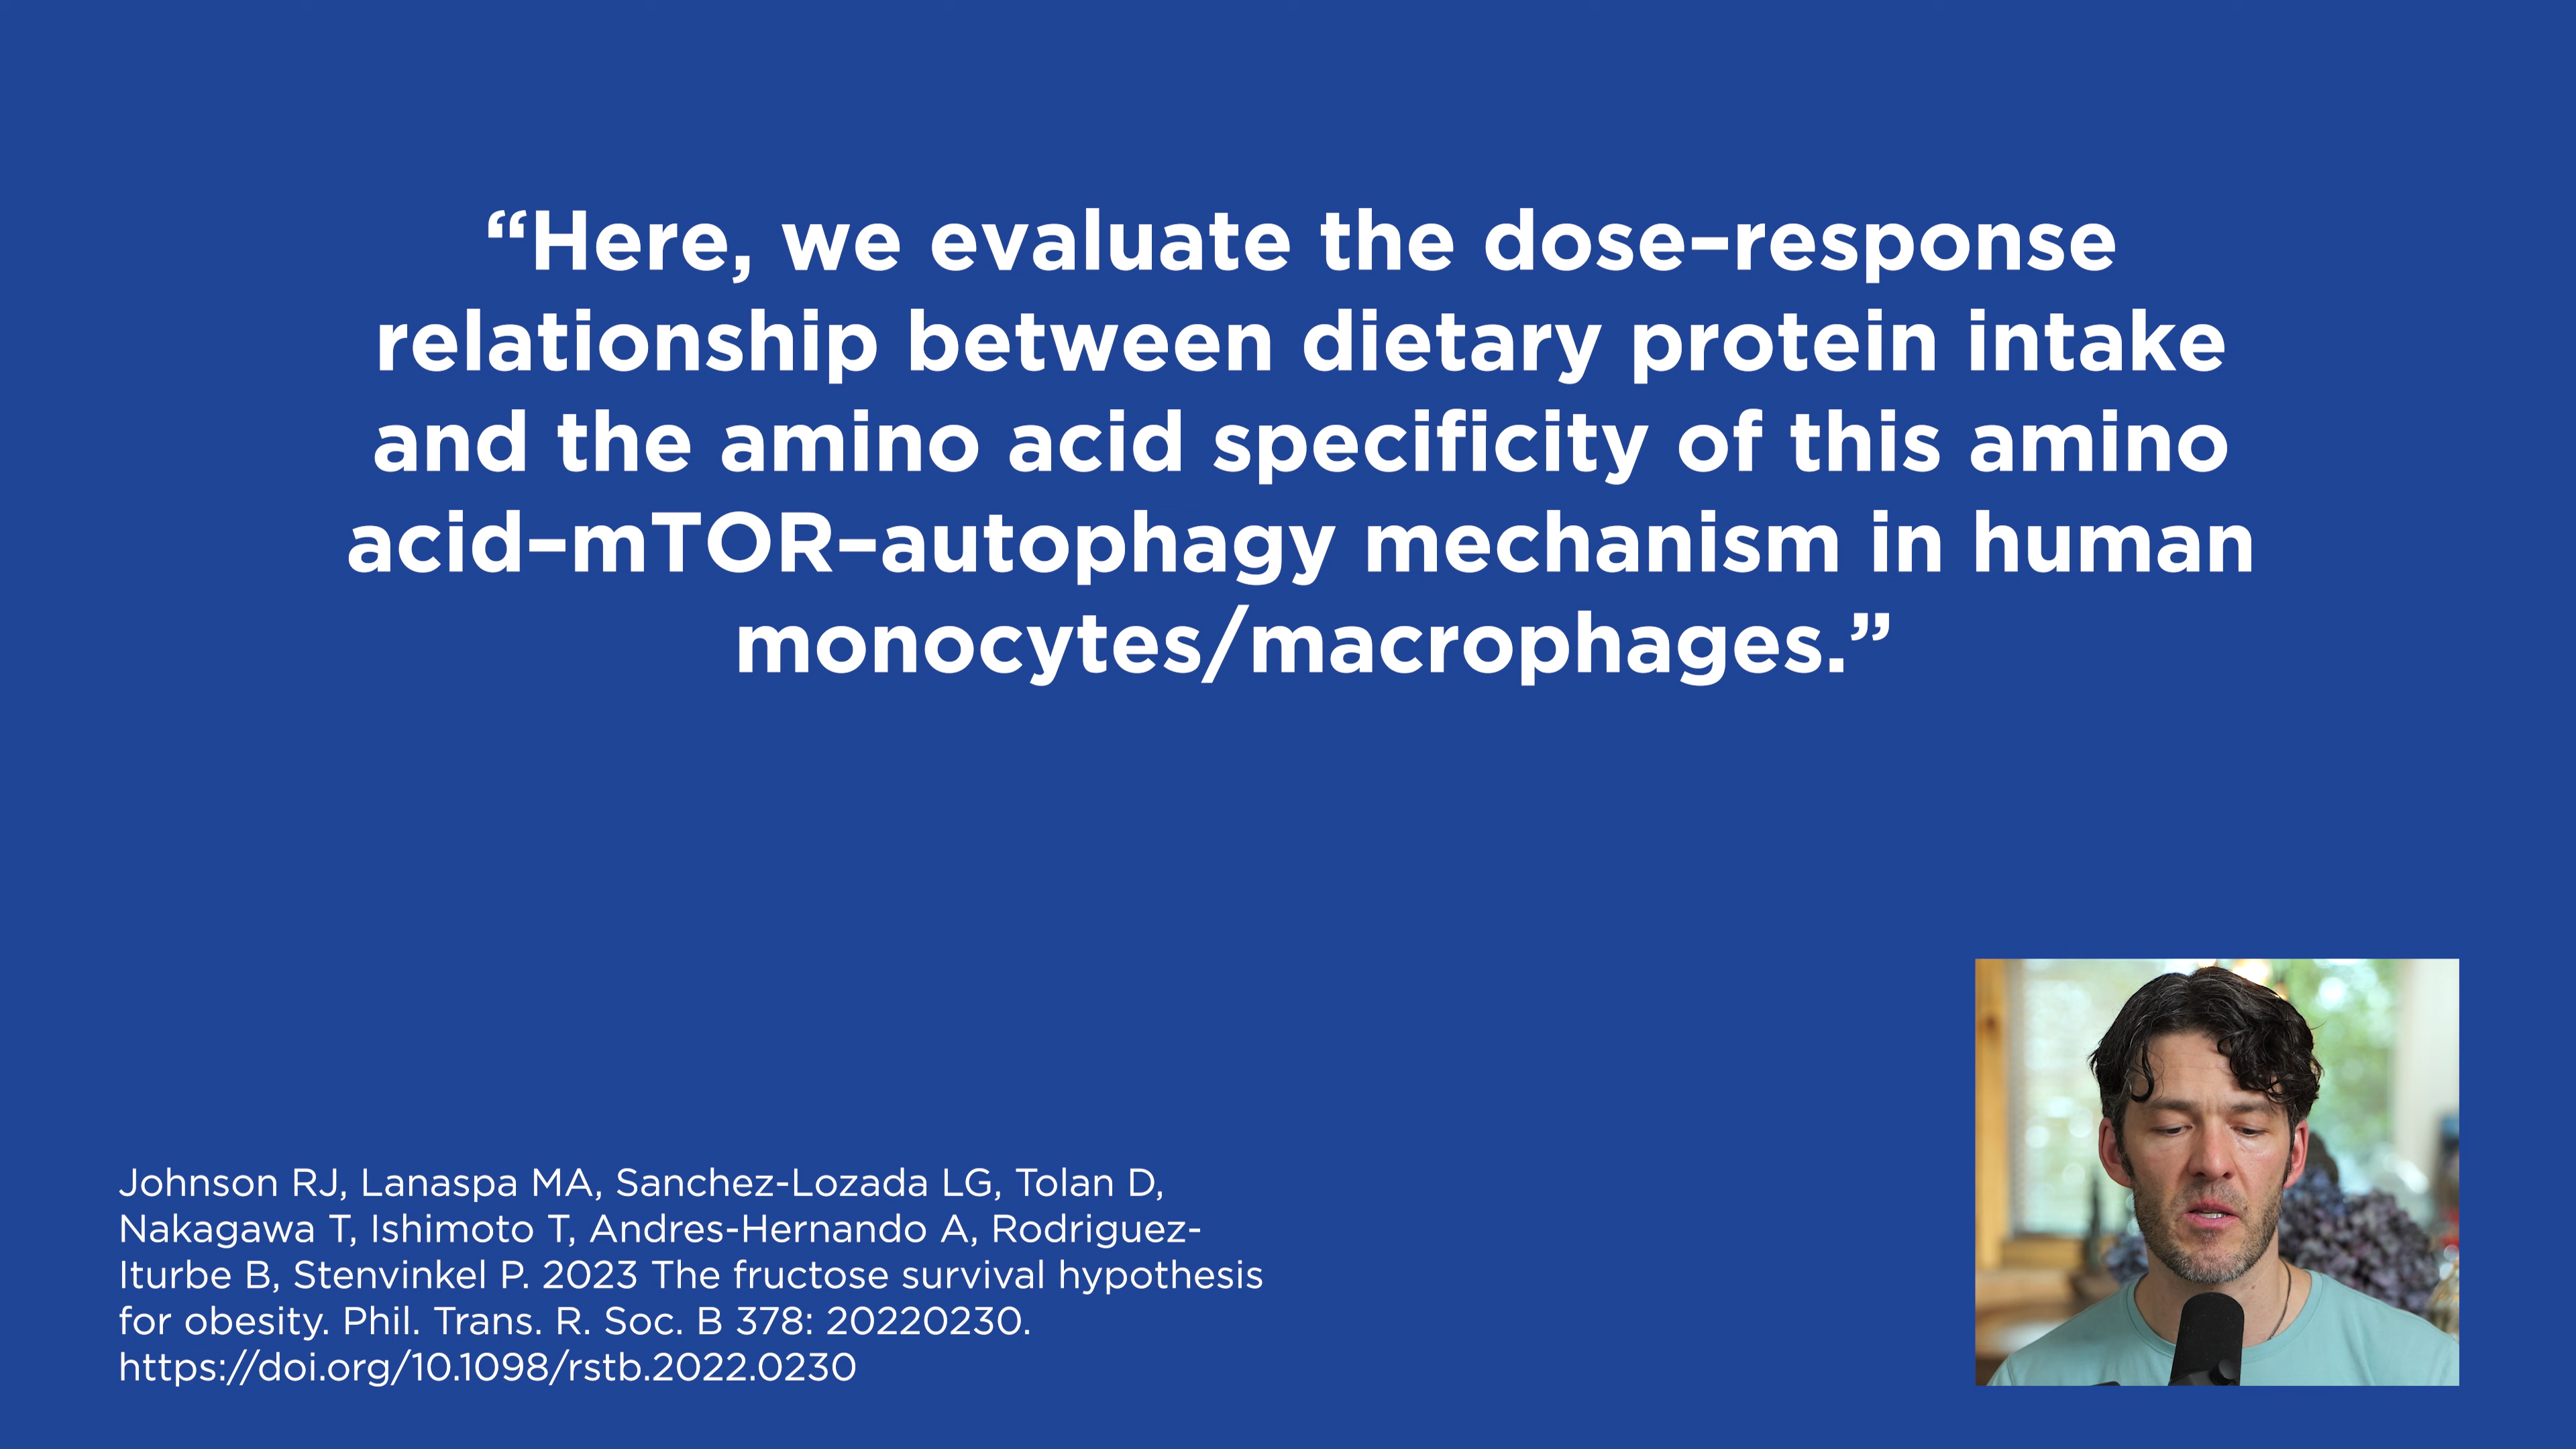 “Here, we evaluate the dose–response
relationship between dietary protein intake
and the amino acid specificity of this amino
acid–mTOR–autophagy mechanism in human
monocytes/macrophages.”
Johnson RJ, Lanaspa MA, Sanchez-Lozada LG, Tolan D,
Nakagawa T, Ishimoto T, Andres-Hernando A, Rodriguez-
Iturbe B, Stenvinkel P. 2023 The fructose survival hypothesis
for obesity. Phil. Trans. R. Soc. B 378: 20220230.
https://doi.org/10.1098/rstb.2022.0230